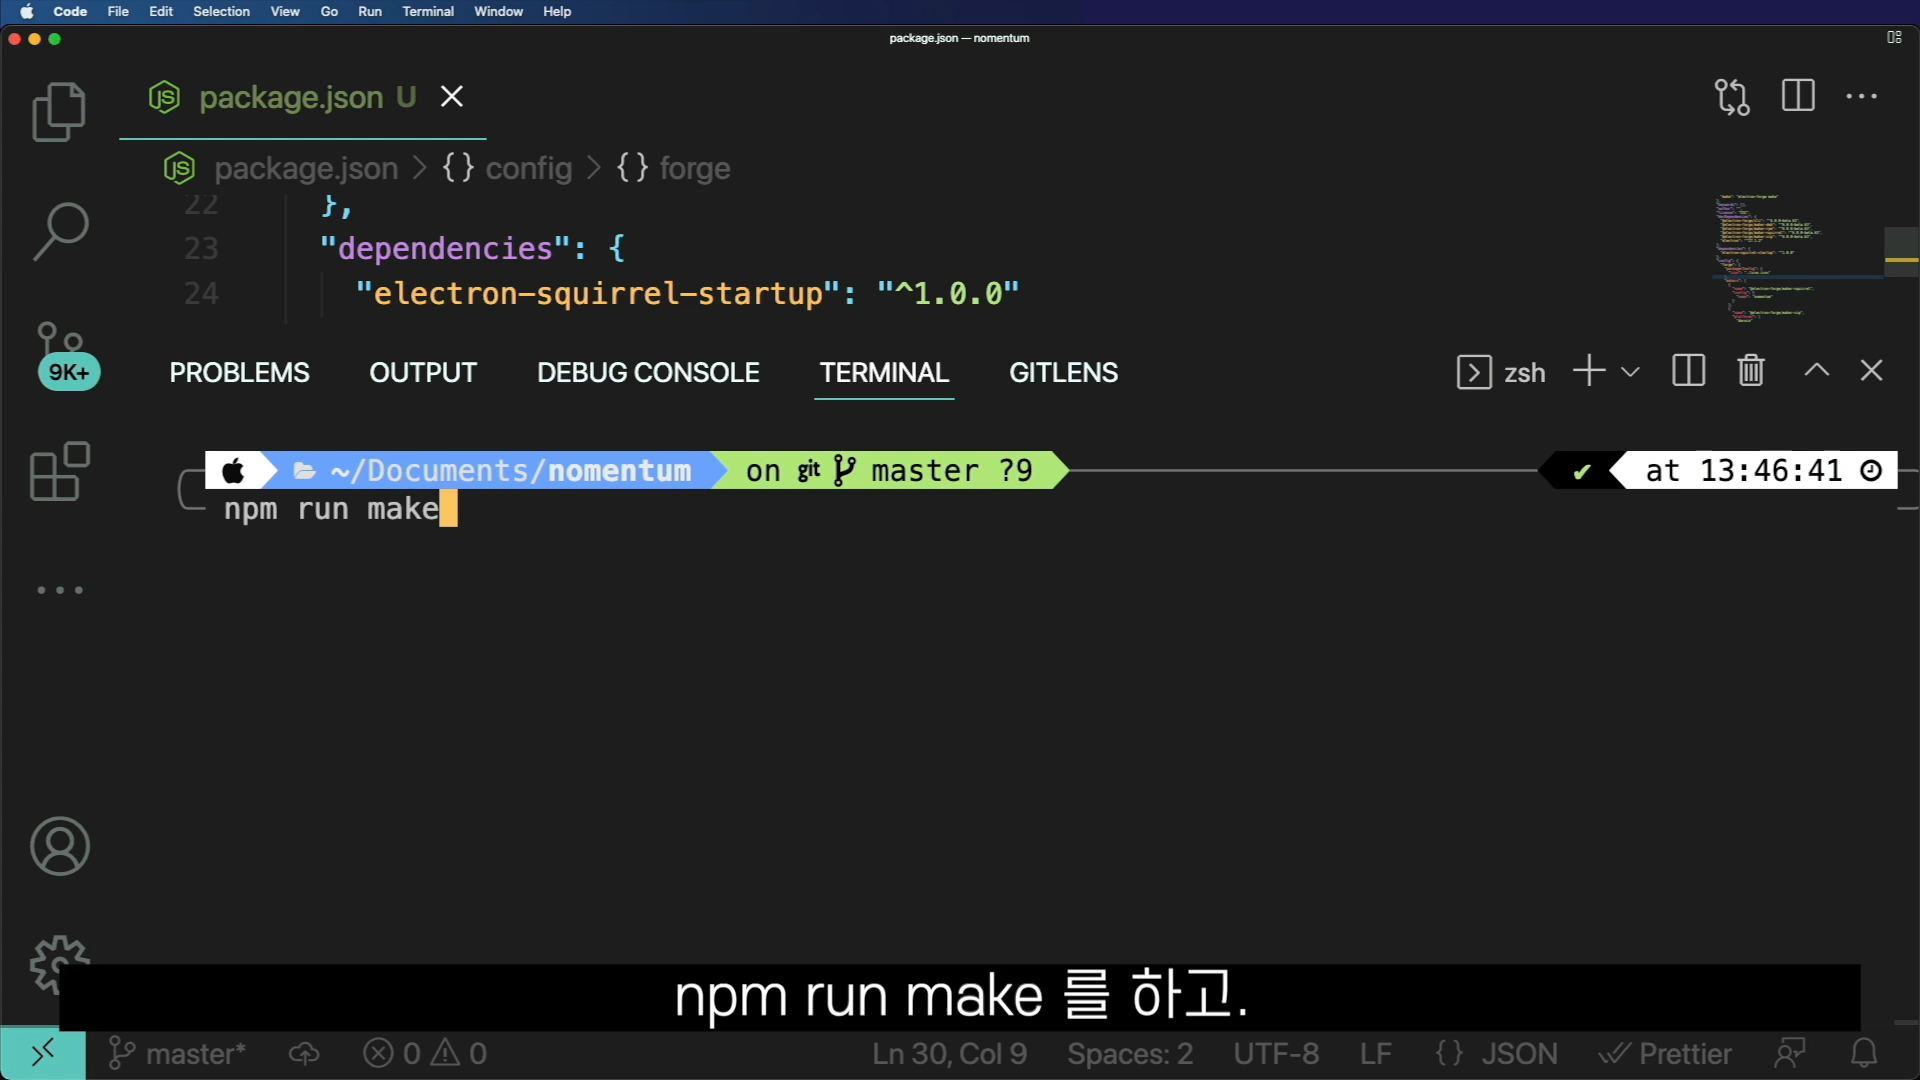 Code File Edit Selection View Go Run Terminal Window Help
package.json — nomentum
package.json U
package.json > {} config > {} forge
22 },
23 "dependencies": {
24 "electron-squirrel-startup": "^1.0.0"
9K+
PROBLEMS OUTPUT DEBUG CONSOLE TERMINAL GITLENS
zsh
~/Documents/nomentum on git master ?9 ✔ at 13:46:41
npm run make
npm run make 를 하고.
master* 0 0 Ln 30, Col 9 Spaces: 2 UTF-8 LF {} JSON Prettier